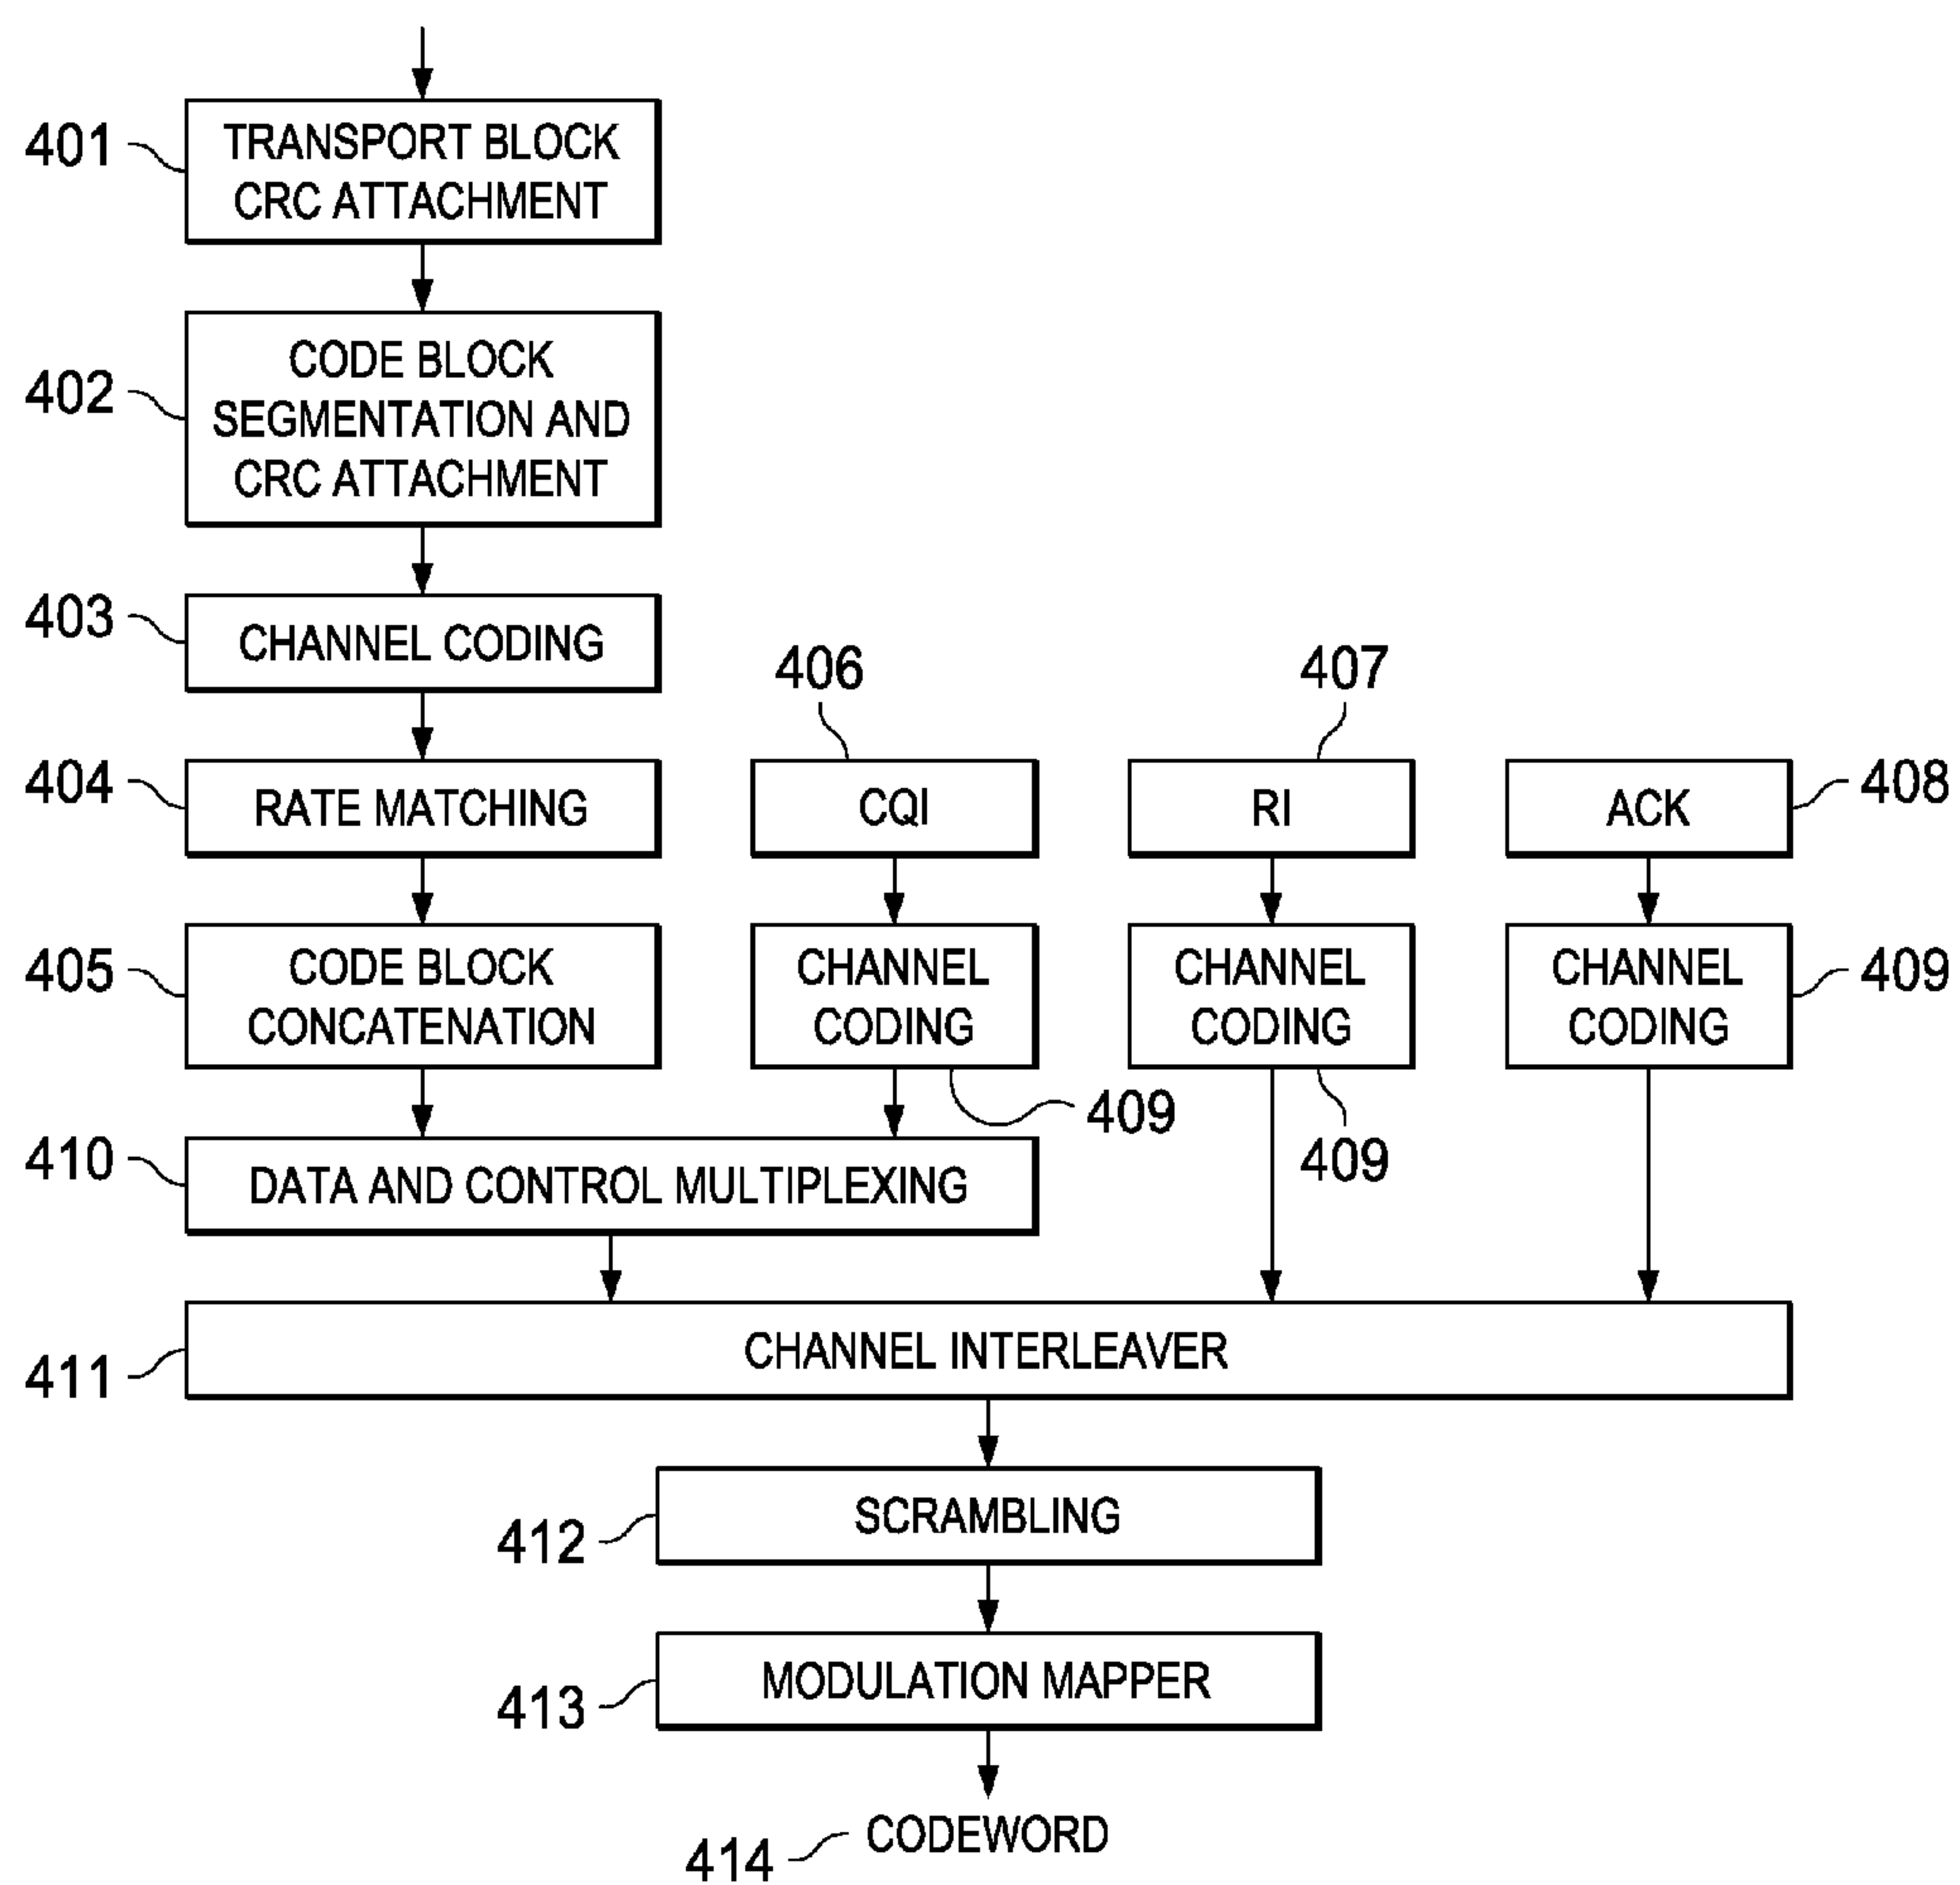 401
TRANSPORT BLOCK
CRC ATTACHMENT
402
CODE BLOCK
SEGMENTATION AND
CRC ATTACHMENT
403
CHANNEL CODING
406
407
404
RATE MATCHING
CQI
RI
ACK
408
405
CODE BLOCK
CONCATENATION
CHANNEL
CODING
409
CHANNEL
CODING
409
CHANNEL
CODING
409
410
DATA AND CONTROL MULTIPLEXING
411
CHANNEL INTERLEAVER
412
SCRAMBLING
413
MODULATION MAPPER
414
CODEWORD